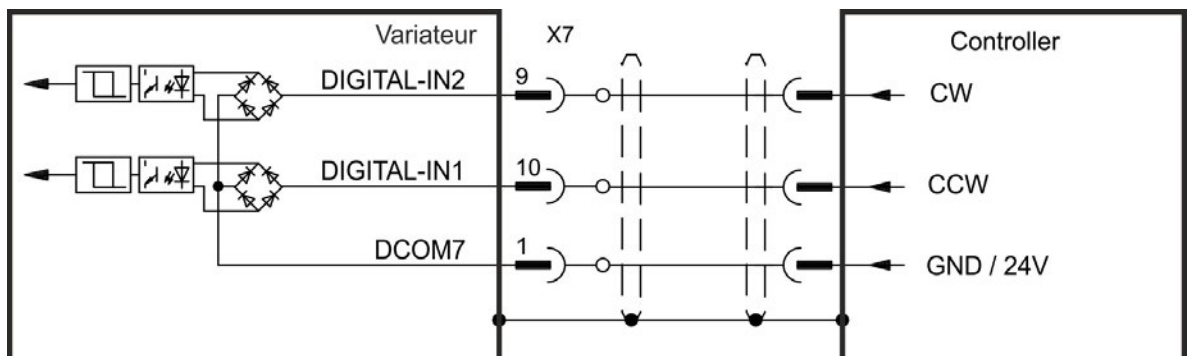 Variateur
X7
Controller
DIGITAL-IN2
9
CW
DIGITAL-IN1
10
CCW
DCOM7
1
GND / 24V